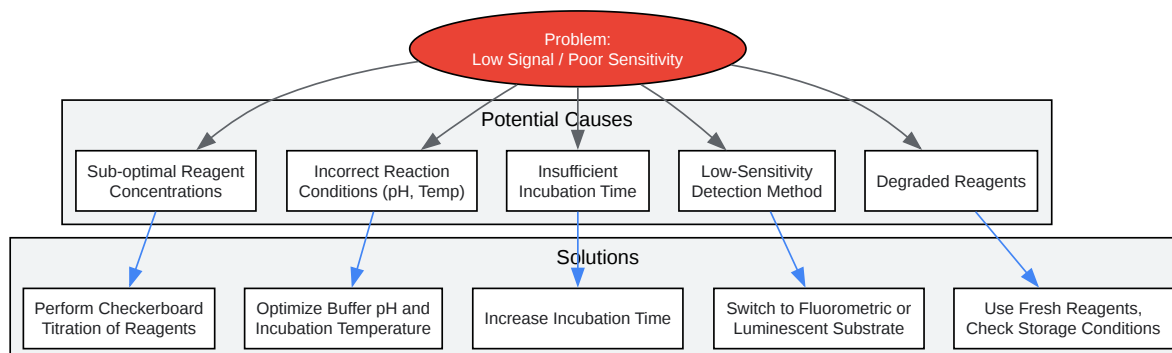 Problem:
Low Signal / Poor Sensitivity
Potential Causes
Sub-optimal Reagent
Concentrations
Incorrect Reaction
Conditions (pH, Temp)
Insufficient
Incubation Time
Low-Sensitivity
Detection Method
Degraded Reagents
Solutions
Perform Checkerboard
Titration of Reagents
Optimize Buffer pH and
Incubation Temperature
Increase Incubation Time
Switch to Fluorometric or
Luminescent Substrate
Use Fresh Reagents,
Check Storage Conditions